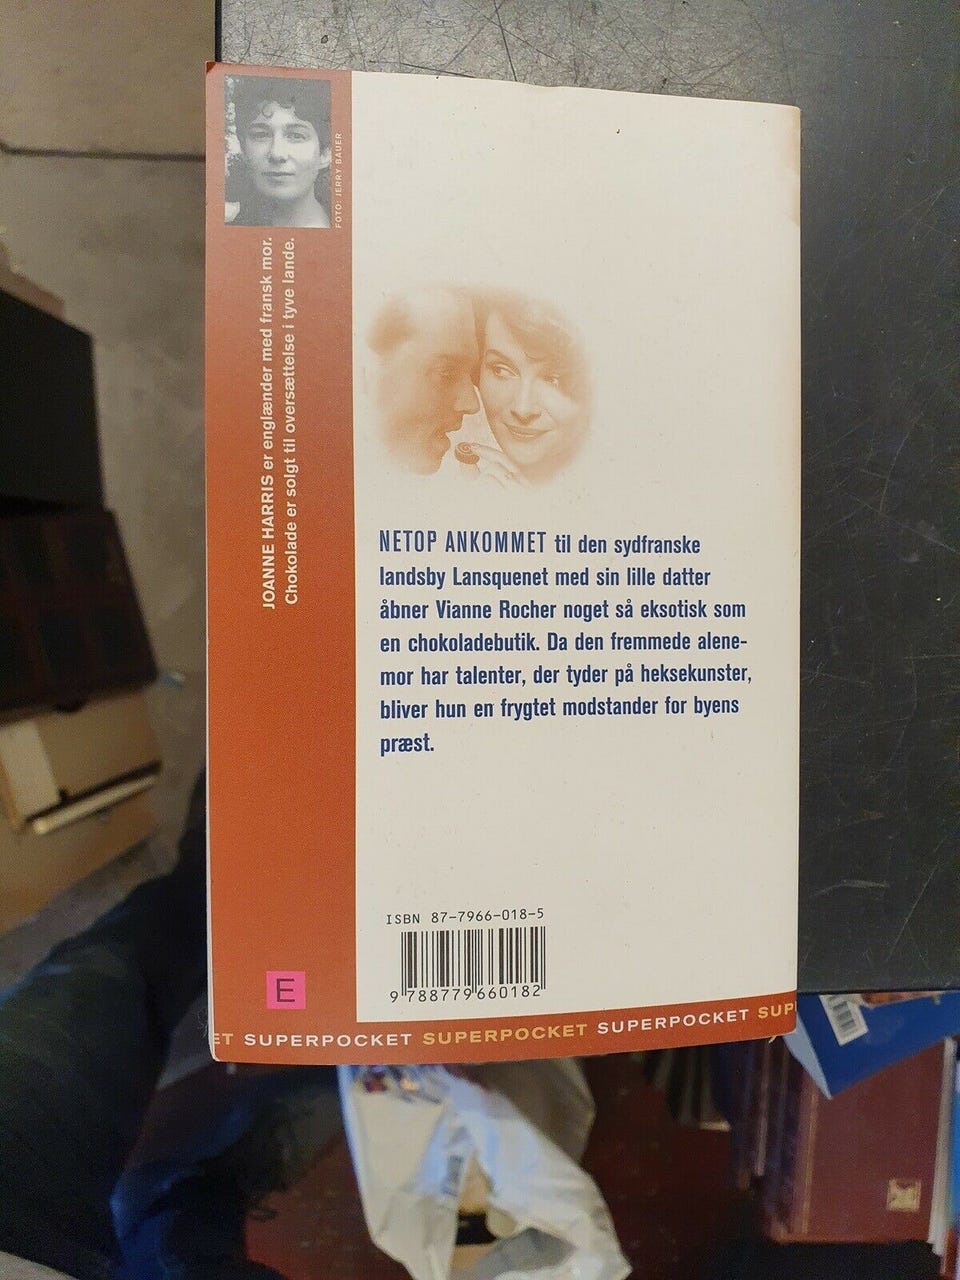 FOTO: JERRY BAUER
JOANNE HARRIS er englænder med fransk mor.
Chokolade er solgt til oversættelse i tyve lande.
NETOP ANKOMMET til den sydfranske
landsby Lansquenet med sin lille datter
åbner Vianne Rocher noget så eksotisk som
en chokoladebutik. Da den fremmede alene-
mor har talenter, der tyder på heksekunster,
bliver hun en frygtet modstander for byens
præst.
ISBN 87-7966-018-5
9 788779 660182
E
ET SUPERPOCKET SUPERPOCKET SUPERPOCKET SUP